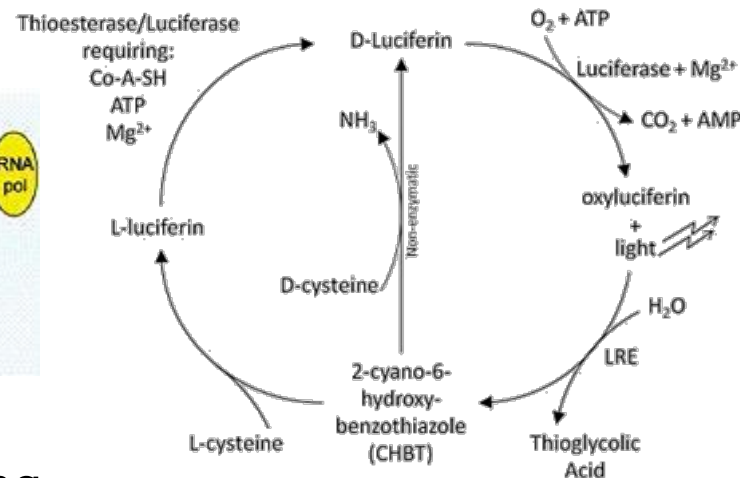 Thioesterase/Luciferase
requiring:
Co-A-SH
ATP
Mg²⁺
D-Luciferin
O₂ + ATP
Luciferase + Mg²⁺
CO₂ + AMP
NH₃
Non-enzymatic
RNA
pol
L-luciferin
oxyluciferin
+
light
D-cysteine
H₂O
LRE
2-cyano-6-
hydroxy-
benzothiazole
(CHBT)
L-cysteine
Thioglycolic
Acid